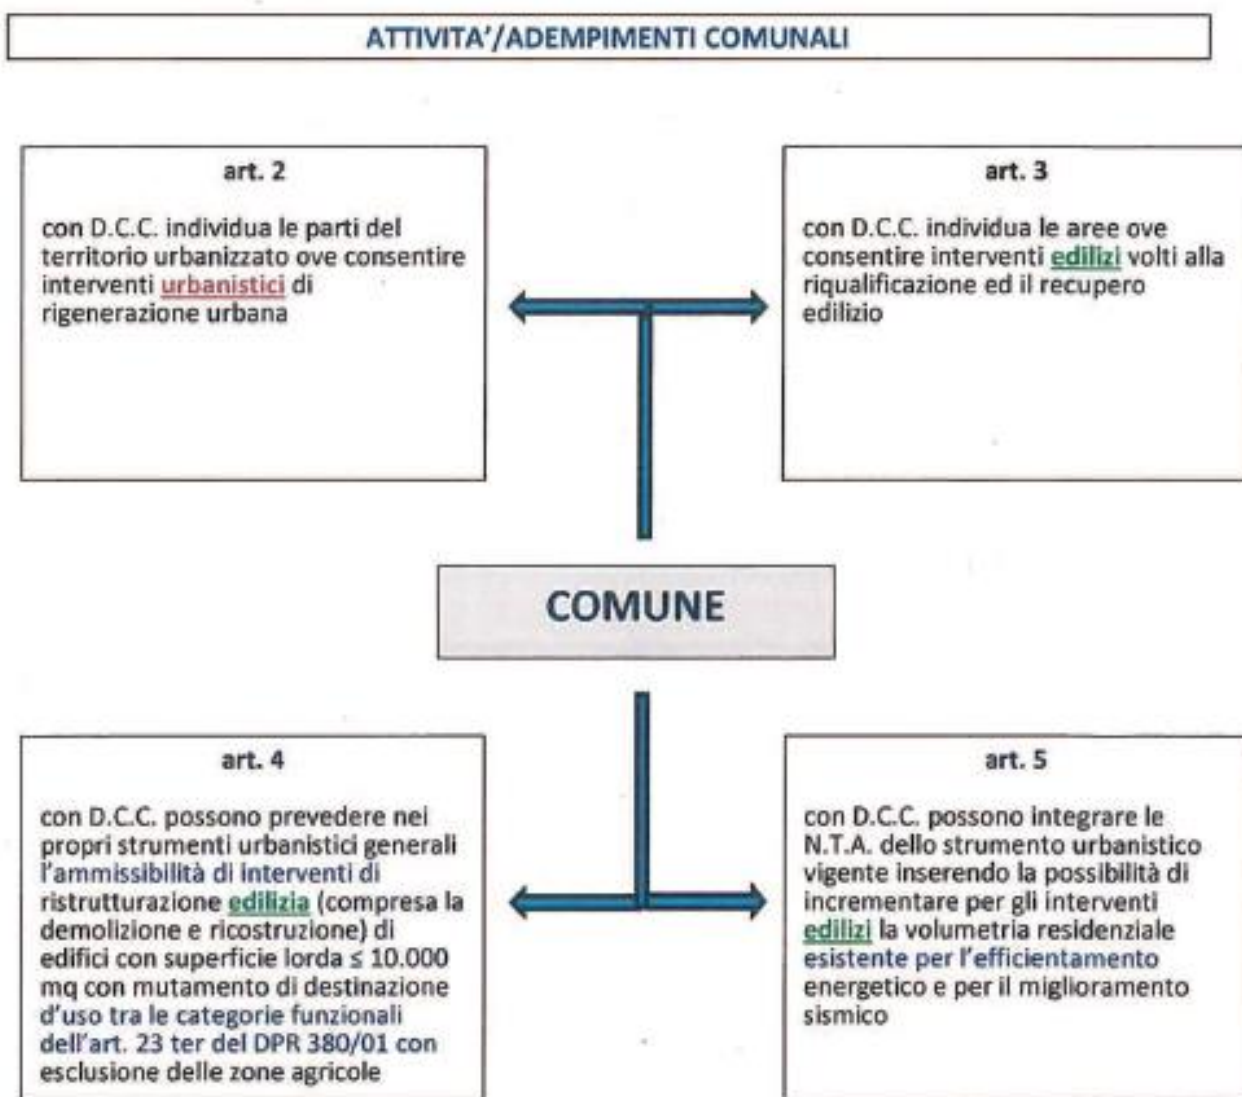 ATTIVITA'/ADEMPIMENTI COMUNALI
art. 2
con D.C.C. individua le parti del
territorio urbanizzato ove consentire
interventi urbanistici di
rigenerazione urbana
art. 3
con D.C.C. individua le aree ove
consentire interventi edilizi volti alla
riqualificazione ed il recupero
edilizio
COMUNE
art. 4
con D.C.C. possono prevedere nei
propri strumenti urbanistici generali
l'ammissibilità di interventi di
ristrutturazione edilizia (compresa la
demolizione e ricostruzione) di
edifici con superficie lorda ≤ 10.000
mq con mutamento di destinazione
d'uso tra le categorie funzionali
dell'art. 23 ter del DPR 380/01 con
esclusione delle zone agricole
art. 5
con D.C.C. possono integrare le
N.T.A. dello strumento urbanistico
vigente inserendo la possibilità di
incrementare per gli interventi
edilizi la volumetria residenziale
esistente per l'efficientamento
energetico e per il miglioramento
sismico